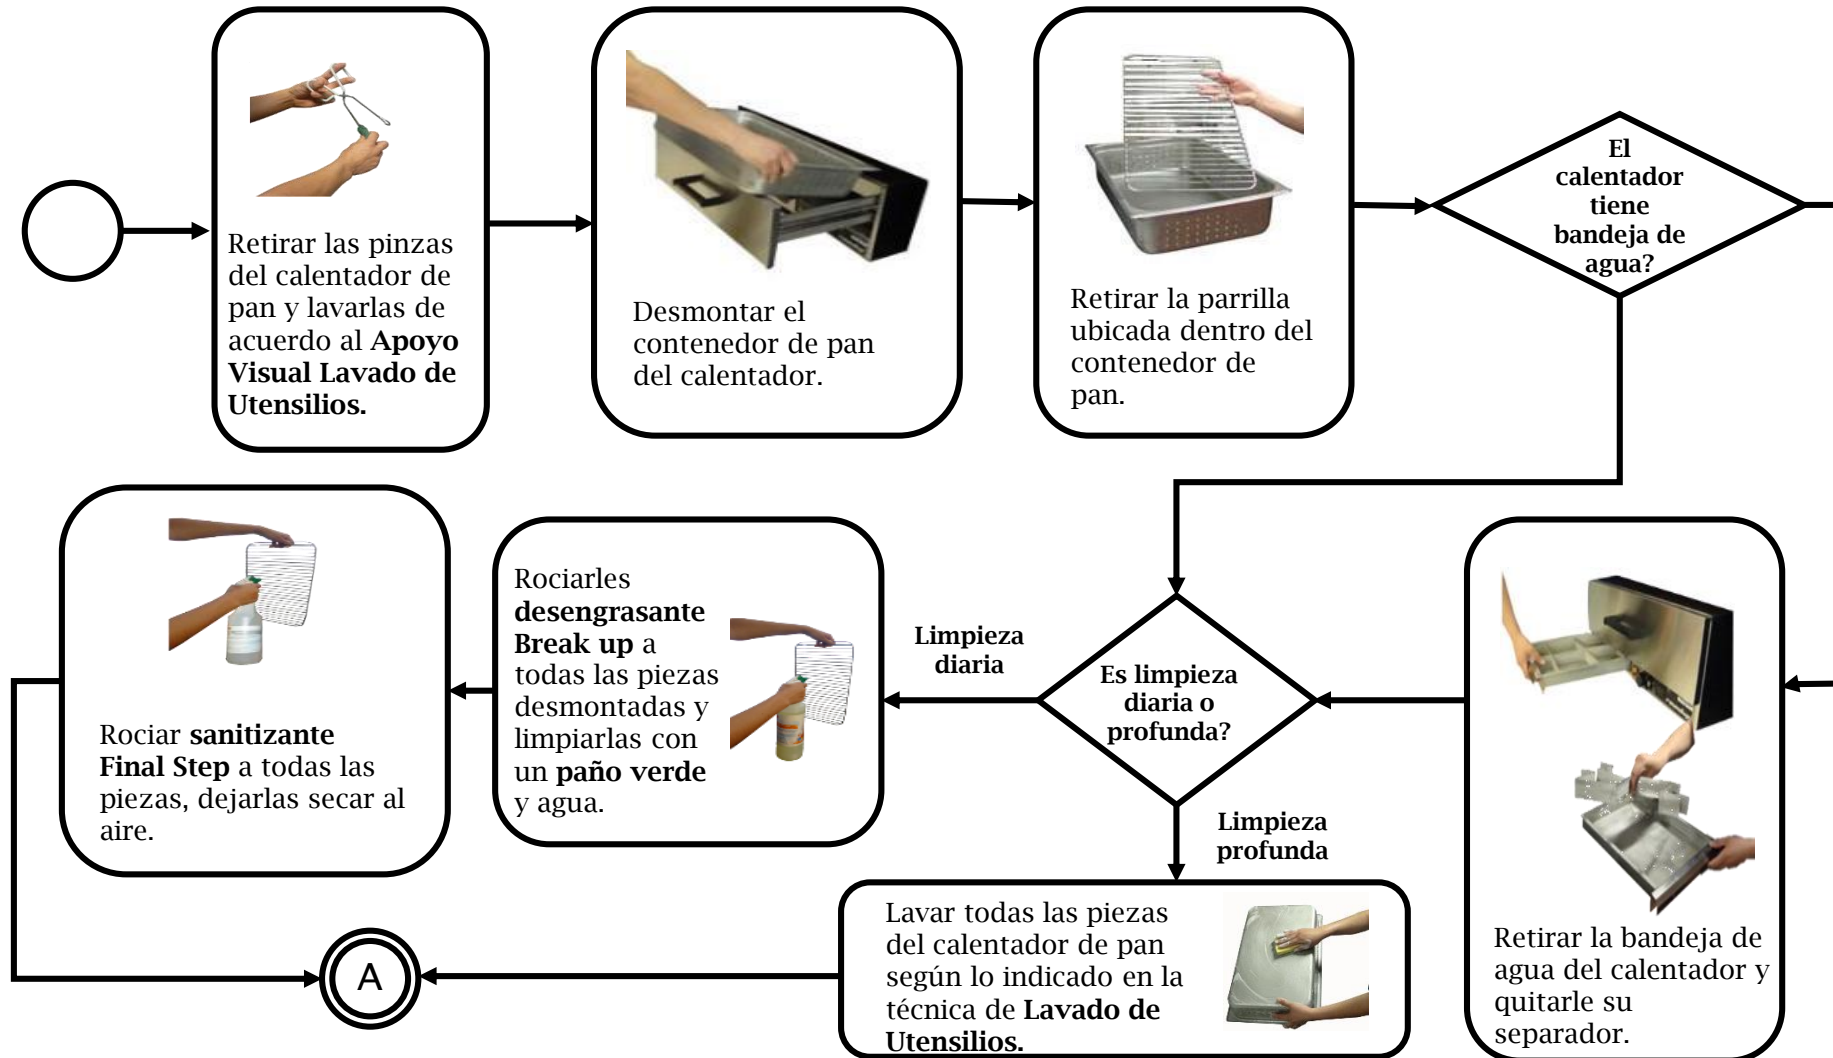 Retirar las pinzas
del calentador de
pan y lavarlas de
acuerdo al Apoyo
Visual Lavado de
Utensilios.
Desmontar el
contenedor de pan
del calentador.
Retirar la parrilla
ubicada dentro del
contenedor de
pan.
El
calentador
tiene
bandeja de
agua?
Rociar sanitizante
Final Step a todas las
piezas, dejarlas secar al
aire.
Rociarles
desengrasante
Break up a
todas las piezas
desmontadas y
limpiarlas con
un paño verde
y agua.
Limpieza
diaria
Es limpieza
diaria o
profunda?
Limpieza
profunda
Retirar la bandeja de
agua del calentador y
quitarle su
separador.
A
Lavar todas las piezas
del calentador de pan
según lo indicado en la
técnica de Lavado de
Utensilios.